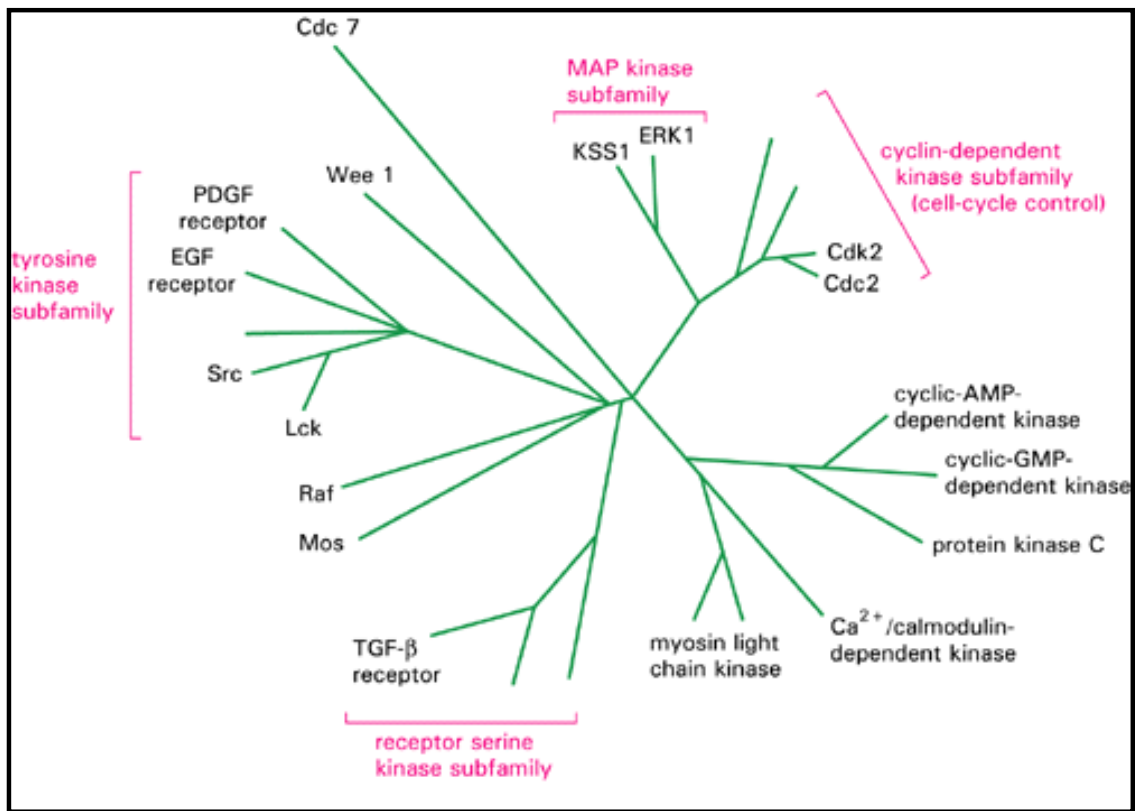 Cdc 7
MAP kinase
subfamily
KSS1
ERK1
cyclin-dependent
kinase subfamily
(cell-cycle control)
Cdk2
Cdc2
Wee 1
PDGF
receptor
EGF
receptor
tyrosine
kinase
subfamily
Src
Lck
Raf
Mos
cyclic-AMP-
dependent kinase
cyclic-GMP-
dependent kinase
protein kinase C
Ca²⁺/calmodulin-
dependent kinase
myosin light
chain kinase
TGF-β
receptor
receptor serine
kinase subfamily